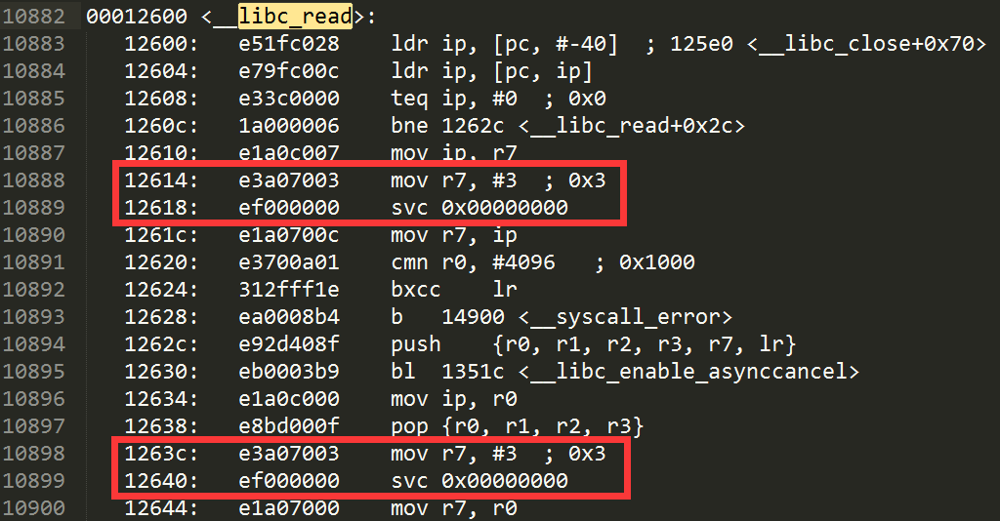 10882 00012600 <__libc_read>:
10883 12600: e51fc028 ldr ip, [pc, #-40] ; 125e0 <__libc_close+0x70>
10884 12604: e79fc00c ldr ip, [pc, ip]
10885 12608: e33c0000 teq ip, #0 ; 0x0
10886 1260c: 1a000006 bne 1262c <__libc_read+0x2c>
10887 12610: e1a0c007 mov ip, r7
10888 12614: e3a07003 mov r7, #3 ; 0x3
10889 12618: ef000000 svc 0x00000000
10890 1261c: e1a0700c mov r7, ip
10891 12620: e3700a01 cmn r0, #4096 ; 0x1000
10892 12624: 312fff1e bxcc lr
10893 12628: ea0008b4 b 14900 <__syscall_error>
10894 1262c: e92d408f push {r0, r1, r2, r3, r7, lr}
10895 12630: eb0003b9 bl 1351c <__libc_enable_asynccancel>
10896 12634: e1a0c000 mov ip, r0
10897 12638: e8bd000f pop {r0, r1, r2, r3}
10898 1263c: e3a07003 mov r7, #3 ; 0x3
10899 12640: ef000000 svc 0x00000000
10900 12644: e1a07000 mov r7, r0